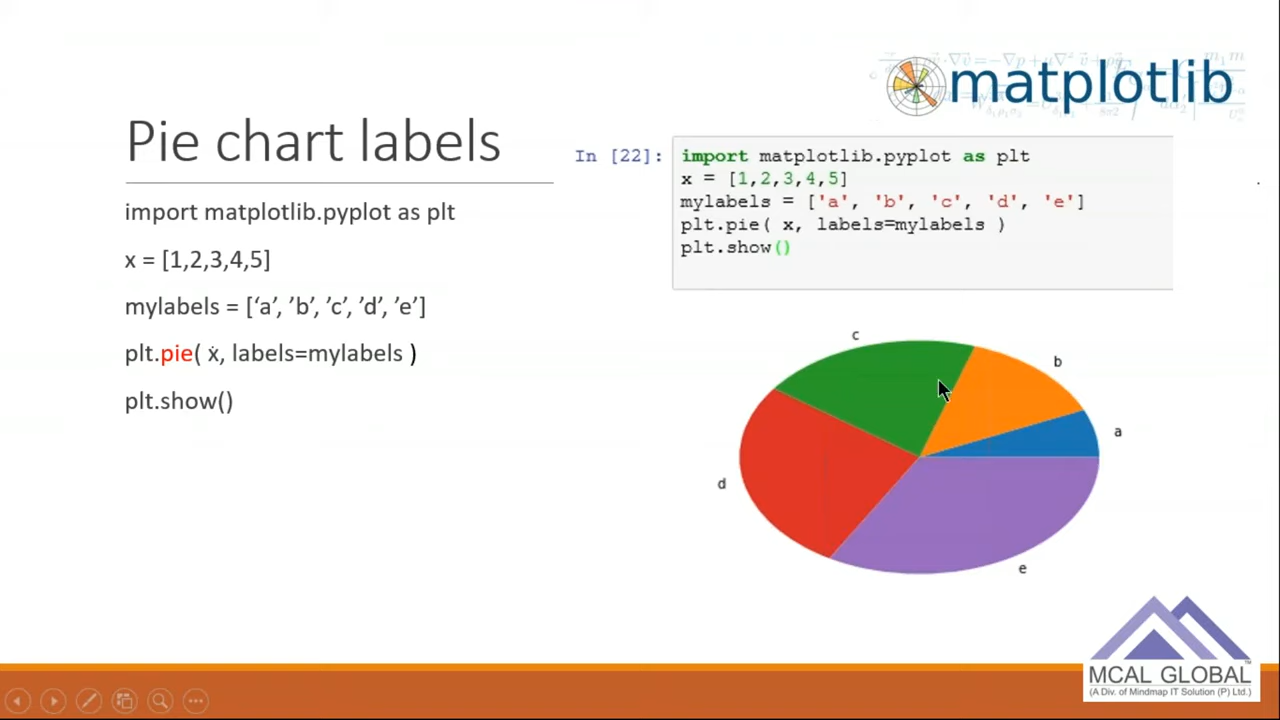 matplotlib
Pie chart labels
import matplotlib.pyplot as plt
x = [1,2,3,4,5]
mylabels = [‘a’, ’b’, ’c’, ’d’, ’e’]
plt.pie( x, labels=mylabels )
plt.show()
In [22]:
import matplotlib.pyplot as plt
x = [1,2,3,4,5]
mylabels = ['a', 'b', 'c', 'd', 'e']
plt.pie( x, labels=mylabels )
plt.show()
c
b
a
d
e
MCAL GLOBAL™
(A Div. of Mindmap IT Solution (P) Ltd.)